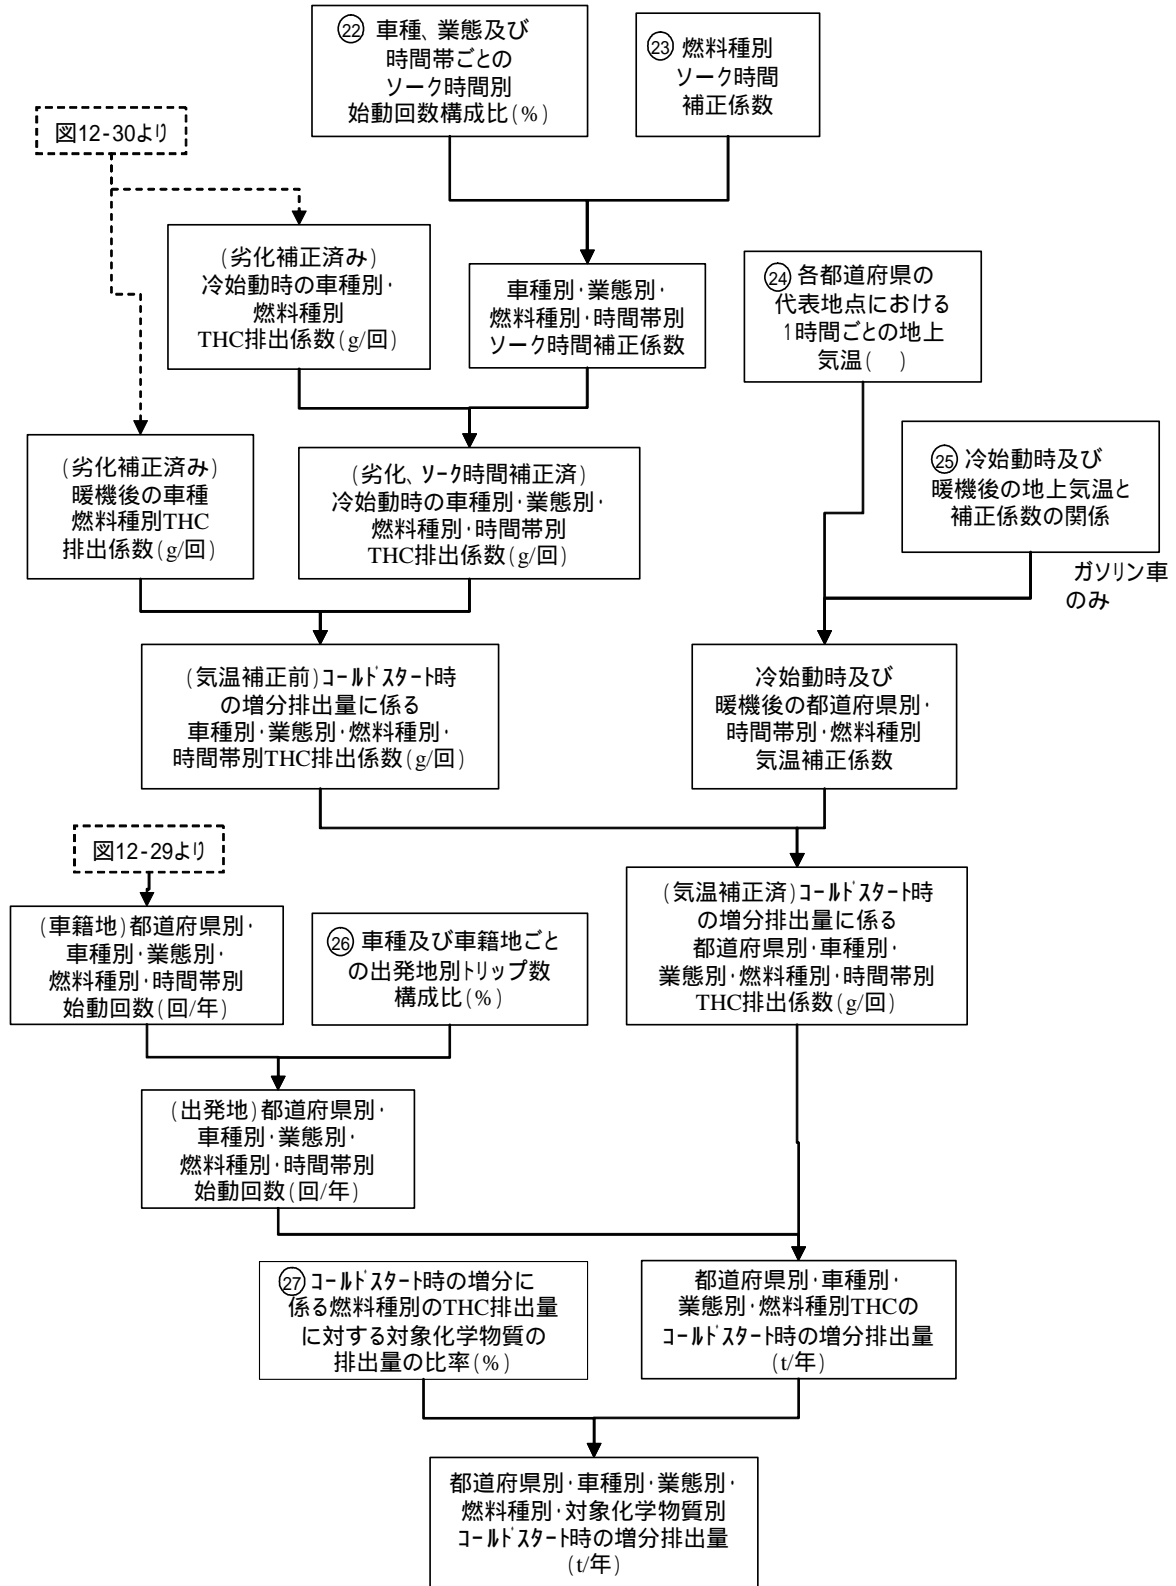 ㉒ 車種、業態及び
時間帯ごとの
ソーク時間別
始動回数構成比(%)
㉓ 燃料種別
ソーク時間
補正係数
図12-30より
(劣化補正済み)
冷始動時の車種別・
燃料種別
THC排出係数(g/回)
車種別・業態別・
燃料種別・時間帯別
ソーク時間補正係数
㉔ 各都道府県の
代表地点における
1時間ごとの地上
気温( )
(劣化補正済み)
暖機後の車種
燃料種別THC
排出係数(g/回)
(劣化、ソーク時間補正済)
冷始動時の車種別・業態別・
燃料種別・時間帯別
THC排出係数(g/回)
㉕ 冷始動時及び
暖機後の地上気温と
補正係数の関係
ガソリン車
のみ
(気温補正前)コールドスタート時
の増分排出量に係る
車種別・業態別・燃料種別・
時間帯別THC排出係数(g/回)
冷始動時及び
暖機後の都道府県別・
時間帯別・燃料種別
気温補正係数
図12-29より
(車籍地)都道府県別・
車種別・業態別・
燃料種別・時間帯別
始動回数(回/年)
㉖ 車種及び車籍地ごと
の出発地別トリップ数
構成比(%)
(気温補正済)コールドスタート時
の増分排出量に係る
都道府県別・車種別・
業態別・燃料種別・時間帯別
THC排出係数(g/回)
(出発地)都道府県別・
車種別・業態別・
燃料種別・時間帯別
始動回数(回/年)
㉗ コールドスタート時の増分に
係る燃料種別のTHC排出量
に対する対象化学物質の
排出量の比率(%)
都道府県別・車種別・
業態別・燃料種別THCの
コールドスタート時の増分排出量
(t/年)
都道府県別・車種別・業態別・
燃料種別・対象化学物質別
コールドスタート時の増分排出量
(t/年)